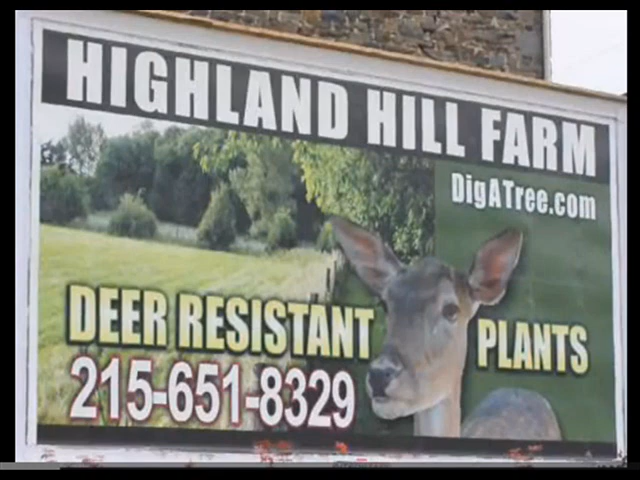 HIGHLAND HILL FARM
DigATree.com
DEER RESISTANT PLANTS
215-651-8329